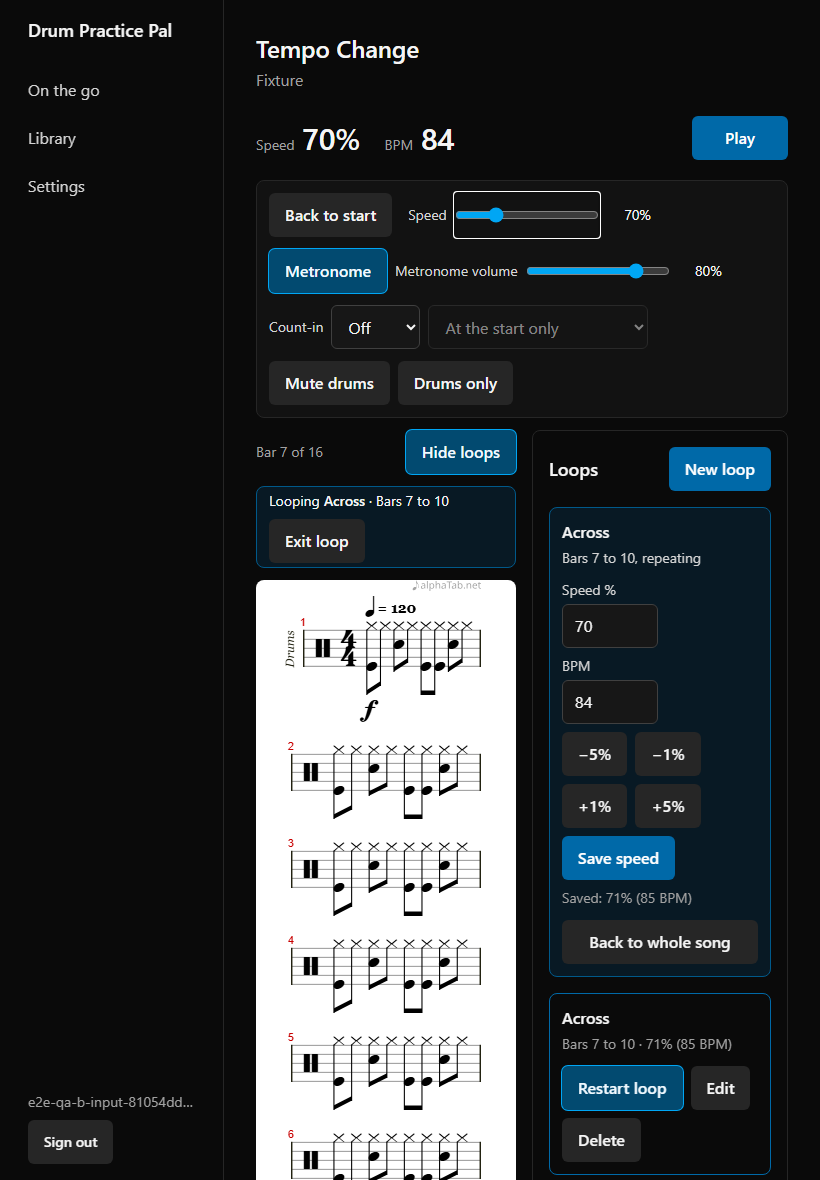 Drum Practice Pal
On the go
Library
Settings
e2e-qa-b-input-81054dd...
Sign out
Tempo Change
Fixture
Speed 70% BPM 84
Play
Back to start Speed 70%
Metronome Metronome volume 80%
Count-in Off At the start only
Mute drums Drums only
Bar 7 of 16 Hide loops
Looping Across · Bars 7 to 10
Exit loop
alphaTab.net
= 120
1
Drums
4
4
f
2
3
4
5
6
Loops New loop
Across
Bars 7 to 10, repeating
Speed %
70
BPM
84
−5% −1%
+1% +5%
Save speed
Saved: 71% (85 BPM)
Back to whole song
Across
Bars 7 to 10 · 71% (85 BPM)
Restart loop Edit
Delete